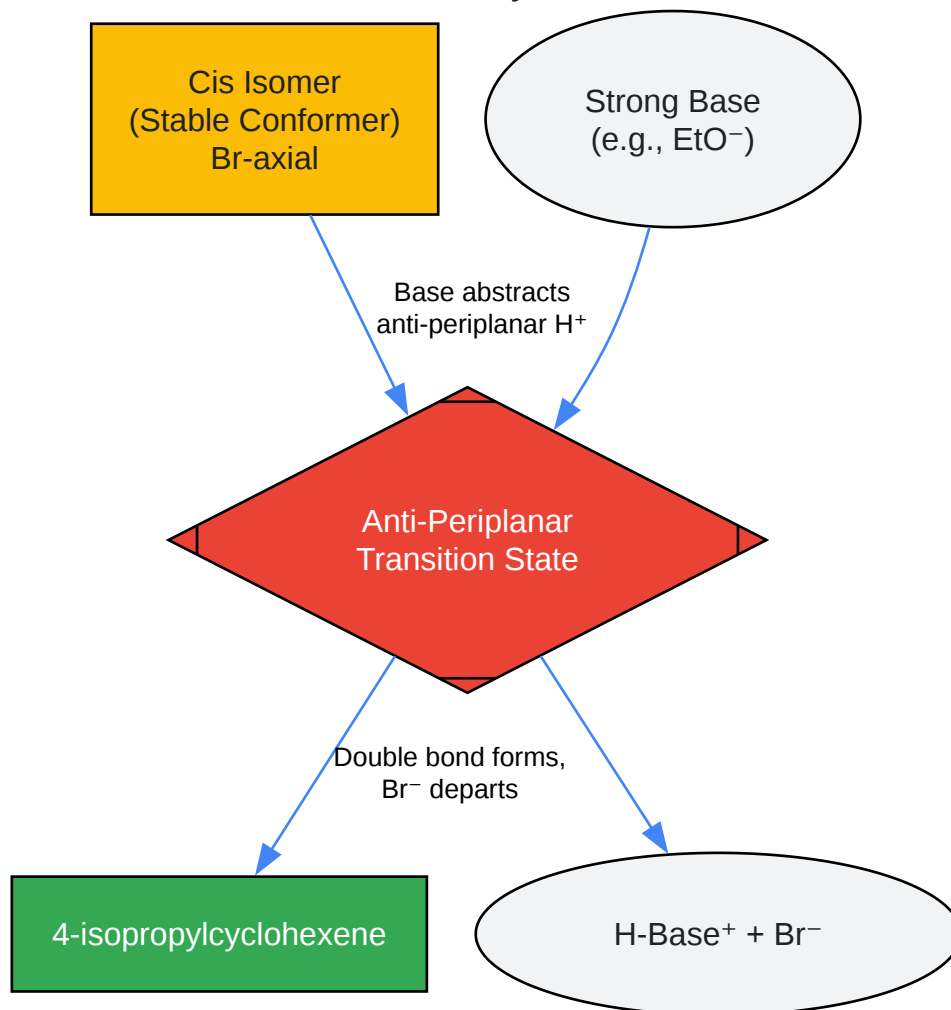 Cis Isomer
(Stable Conformer)
Br-axial
Strong Base
(e.g., EtO⁻)
Base abstracts
anti-periplanar H⁺
Anti-Periplanar
Transition State
Double bond forms,
Br⁻ departs
4-isopropylcyclohexene
H-Base⁺ + Br⁻